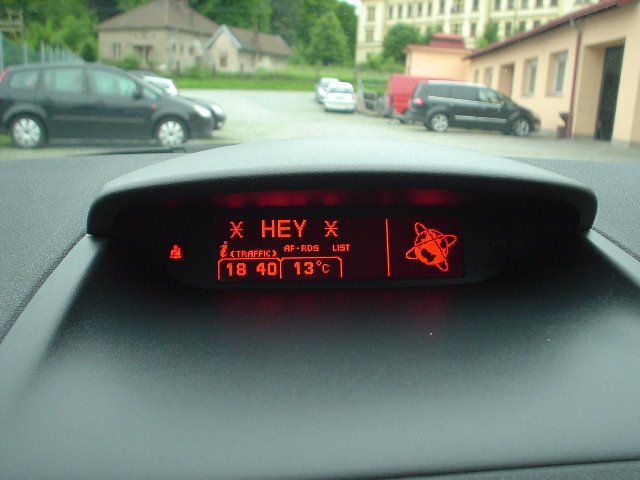 * HEY *
i (TRAFFIC) AF-RDS LIST
18 40 13°C